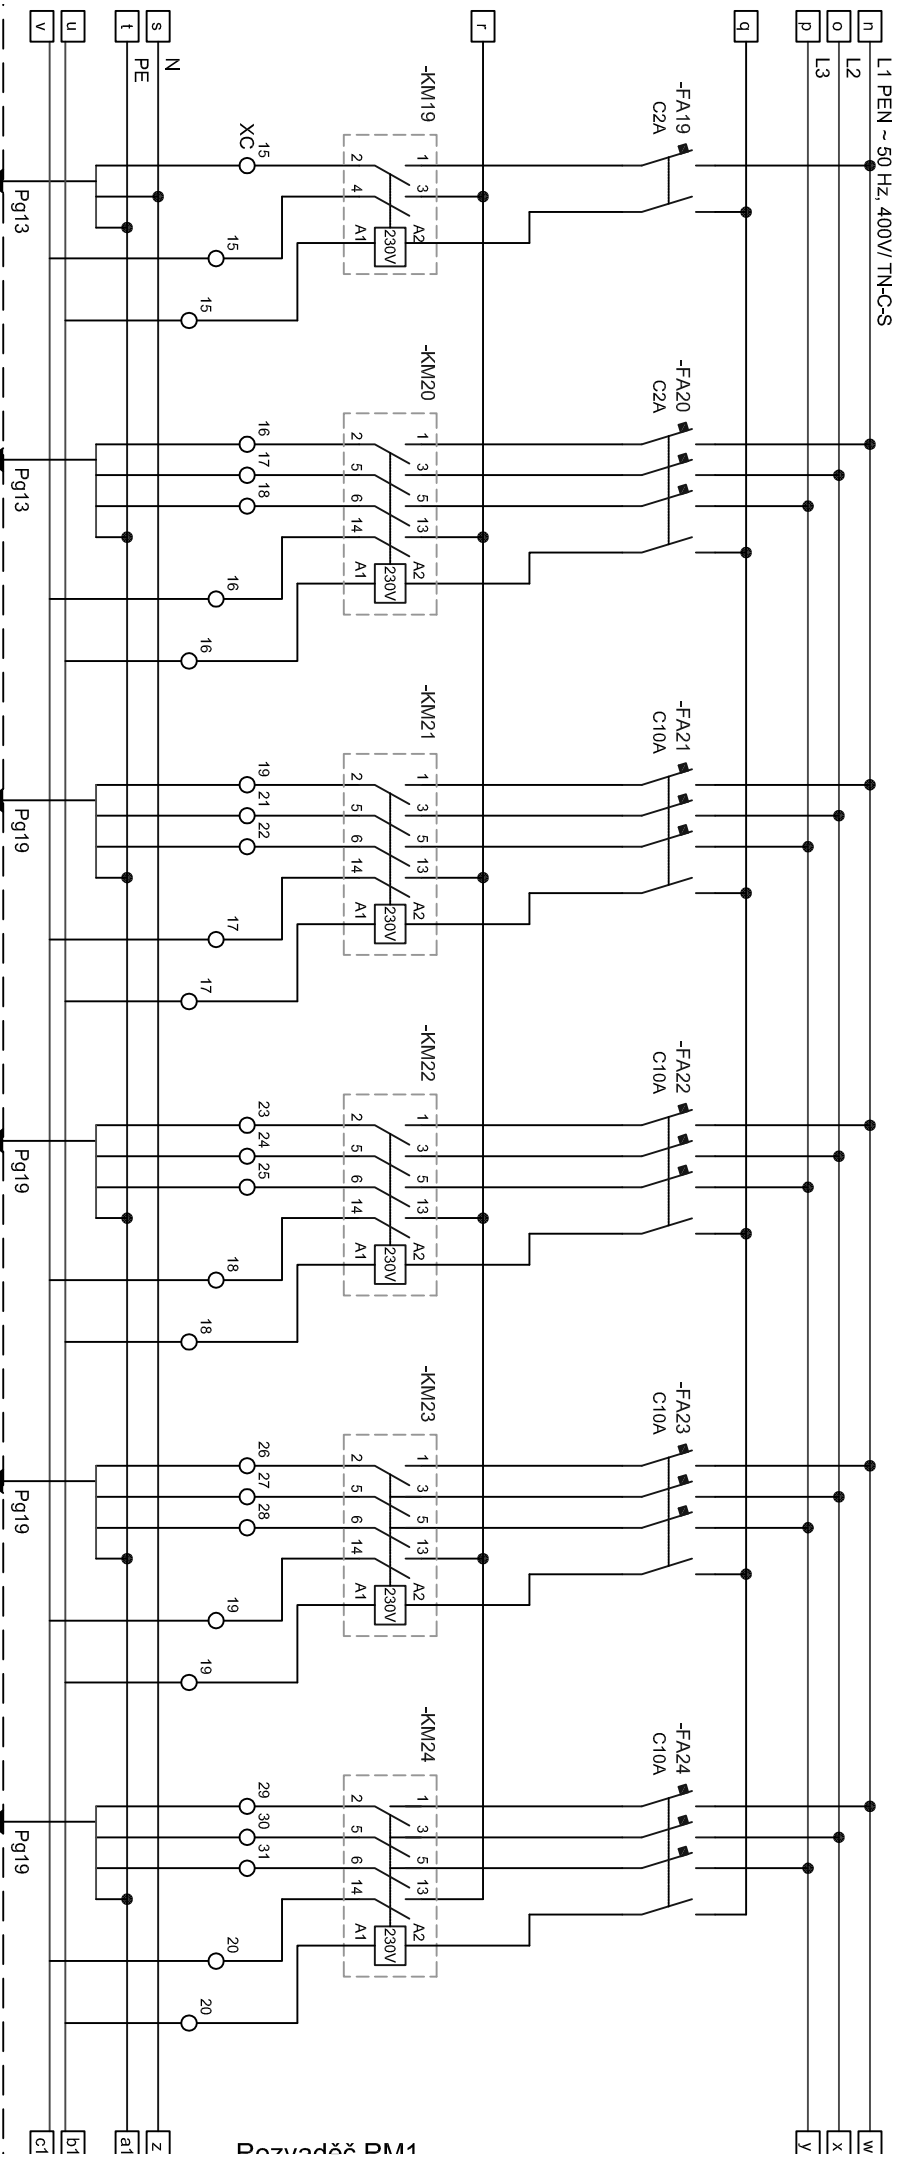 n
o
p
q
r
s
t
u
v
L1 PEN ~ 50 Hz, 400V/ TN-C-S
L2
L3
N
PE
-FA19
C2A
-KM19
1
3
A2
2
4
A1
230V
XC
15
15
15
Pg13
-FA20
C2A
-KM20
1
3
5
13
A2
2
5
6
14
A1
230V
16
17
18
16
16
Pg13
-FA21
C10A
-KM21
1
3
5
13
A2
2
5
6
14
A1
230V
19
21
22
17
17
Pg19
-FA22
C10A
-KM22
1
3
5
13
A2
2
5
6
14
A1
230V
23
24
25
18
18
Pg19
-FA23
C10A
-KM23
1
3
5
13
A2
2
5
6
14
A1
230V
26
27
28
19
19
Pg19
-FA24
C10A
-KM24
1
3
5
13
A2
2
5
6
14
A1
230V
29
30
31
20
20
Pg19
w
x
y
z
a1
b1
c1
Rozvaděč RM1